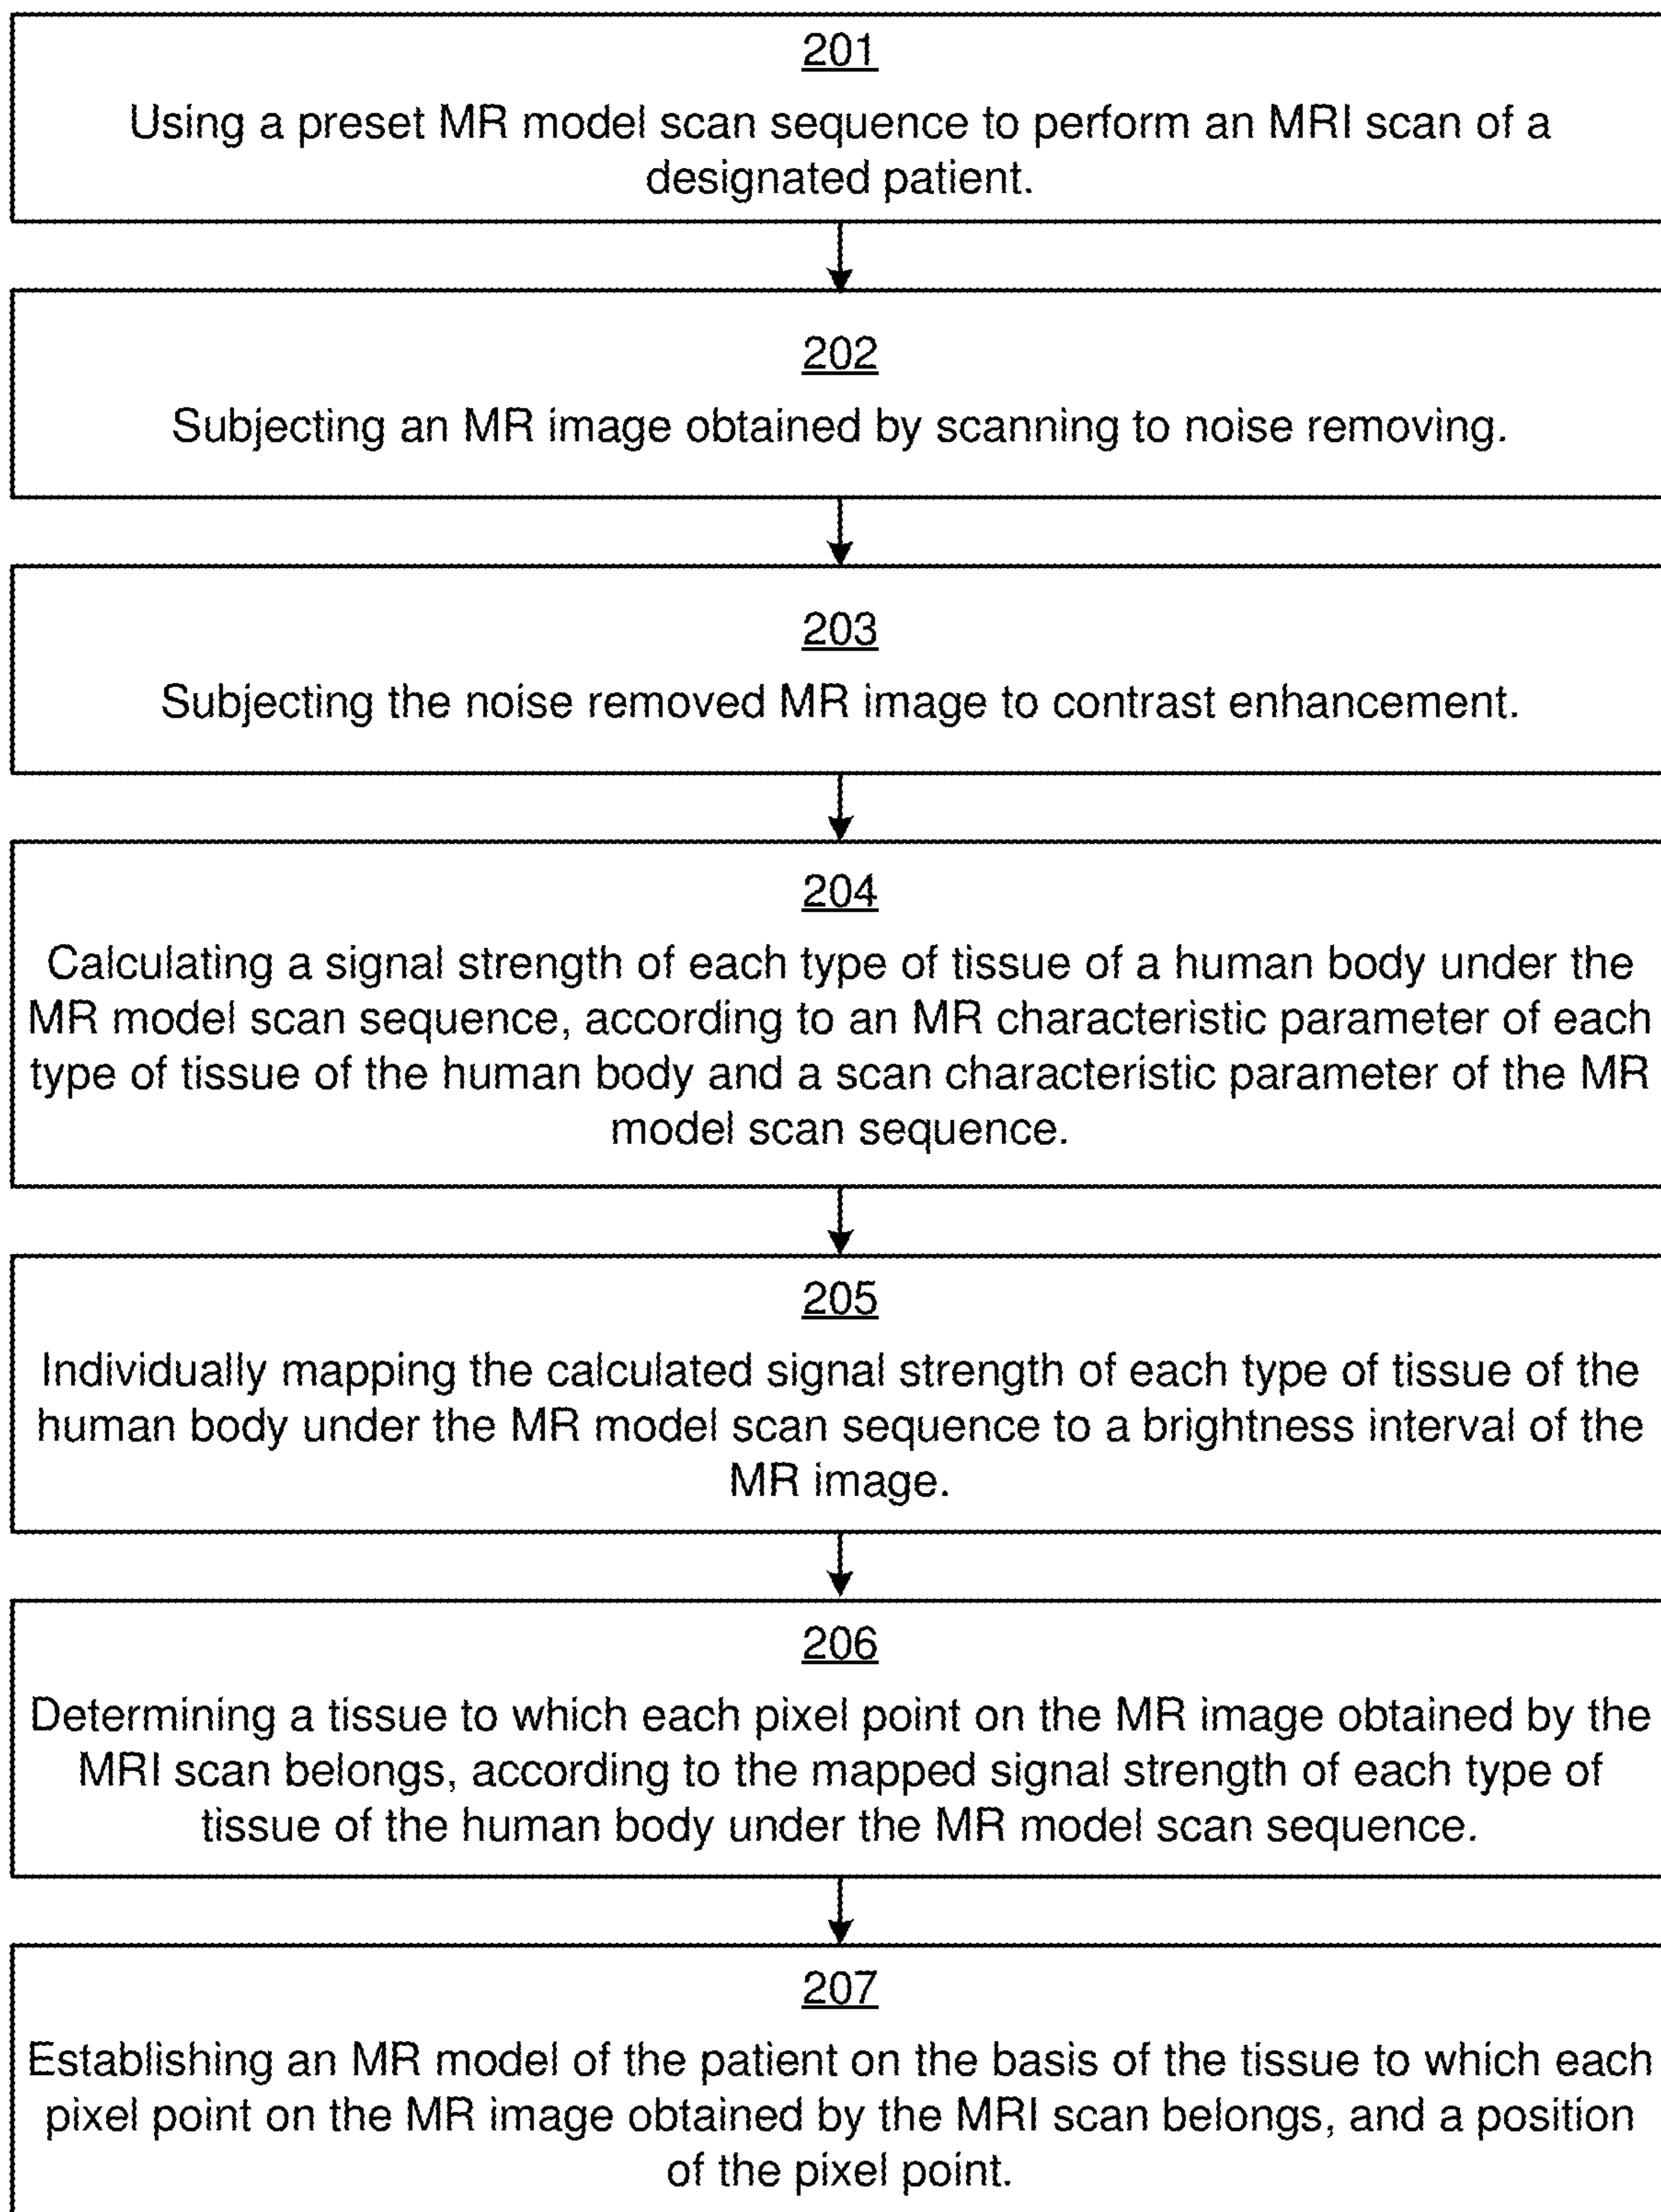 201
Using a preset MR model scan sequence to perform an MRI scan of a
designated patient.
202
Subjecting an MR image obtained by scanning to noise removing.
203
Subjecting the noise removed MR image to contrast enhancement.
204
Calculating a signal strength of each type of tissue of a human body under the
MR model scan sequence, according to an MR characteristic parameter of each
type of tissue of the human body and a scan characteristic parameter of the MR
model scan sequence.
205
Individually mapping the calculated signal strength of each type of tissue of the
human body under the MR model scan sequence to a brightness interval of the
MR image.
206
Determining a tissue to which each pixel point on the MR image obtained by the
MRI scan belongs, according to the mapped signal strength of each type of
tissue of the human body under the MR model scan sequence.
207
Establishing an MR model of the patient on the basis of the tissue to which each
pixel point on the MR image obtained by the MRI scan belongs, and a position
of the pixel point.